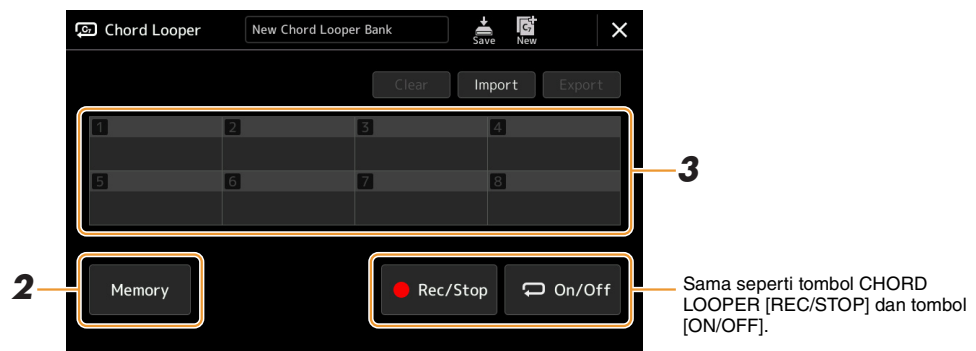 Chord Looper New Chord Looper Bank Save New
Clear Import Export
1 2 3 4
5 6 7 8
3
2
Memory Rec/Stop On/Off
Sama seperti tombol CHORD
LOOPER [REC/STOP] dan tombol
[ON/OFF].